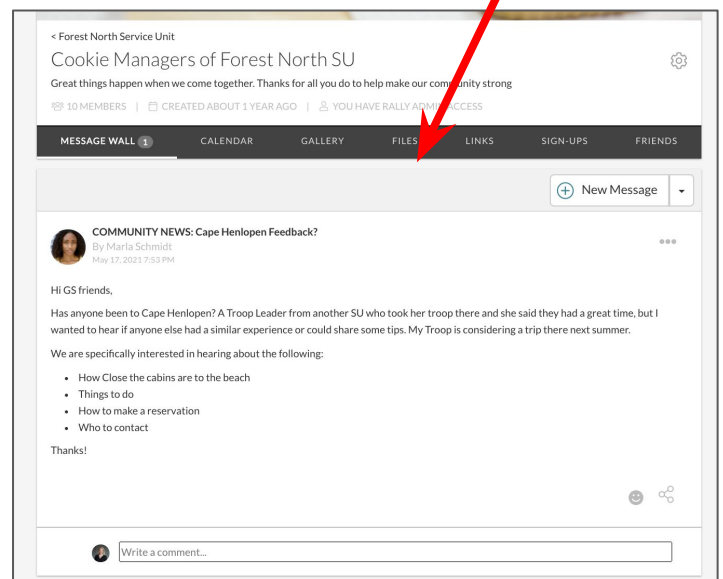 < Forest North Service Unit
Cookie Managers of Forest North SU
Great things happen when we come together. Thanks for all you do to help make our community strong
10 MEMBERS | CREATED ABOUT 1 YEAR AGO | YOU HAVE RALLY ADMIN ACCESS
MESSAGE WALL 1 CALENDAR GALLERY FILES LINKS SIGN-UPS FRIENDS
New Message
COMMUNITY NEWS: Cape Henlopen Feedback?
By Marla Schmidt
May 17, 2021 7:53 PM
Hi GS friends,
Has anyone been to Cape Henlopen? A Troop Leader from another SU who took her troop there and she said they had a great time, but I
wanted to hear if anyone else had a similar experience or could share some tips. My Troop is considering a trip there next summer.
We are specifically interested in hearing about the following:
• How Close the cabins are to the beach
• Things to do
• How to make a reservation
• Who to contact
Thanks!
Write a comment...